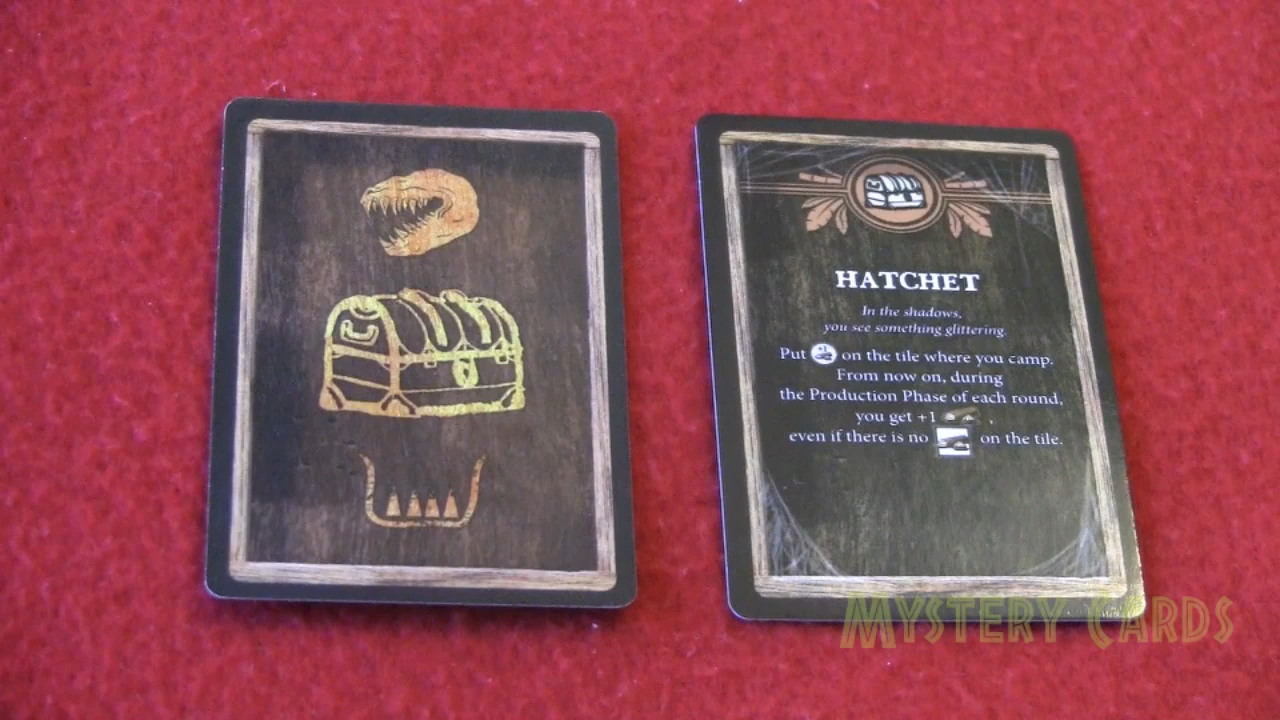 HATCHET
In the shadows,
you see something glittering.
Put +1 on the tile where you camp.
From now on, during
the Production Phase of each round,
you get +1 .
even if there is no on the tile.
Mystery Cards